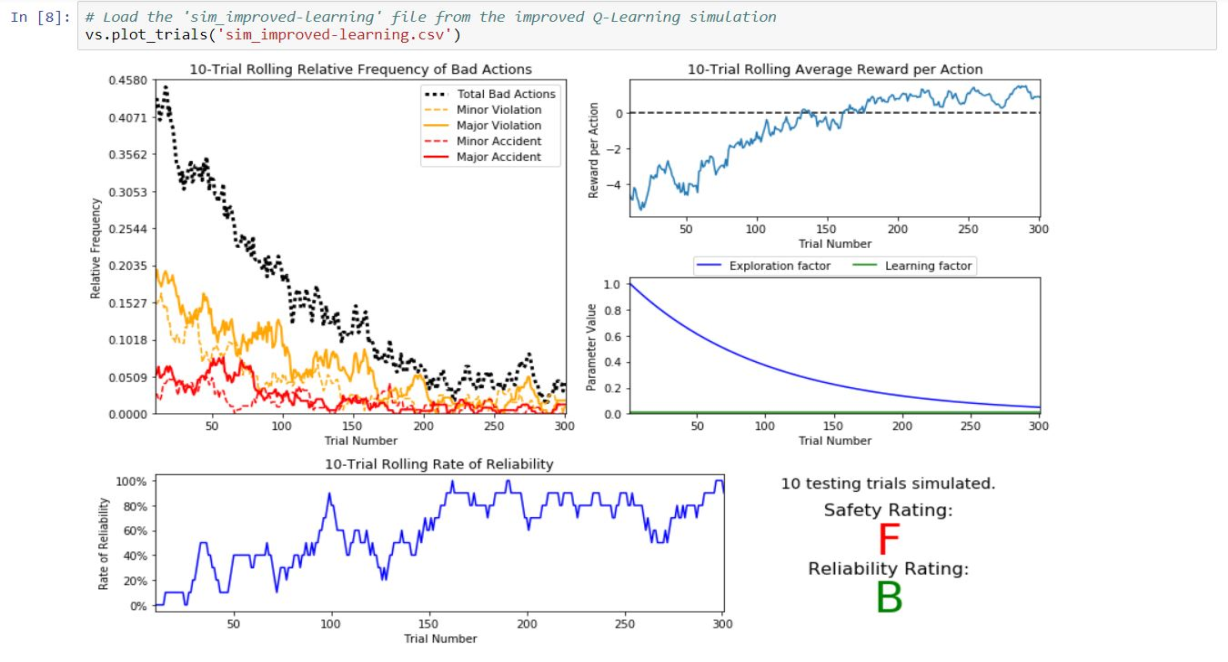 In [8]: # Load the 'sim_improved-learning' file from the improved Q-Learning simulation
vs.plot_trials('sim_improved-learning.csv')
10-Trial Rolling Relative Frequency of Bad Actions
0.4580
0.4071
0.3562
0.3053
0.2544
0.2035
0.1527
0.1018
0.0509
0.0000
Relative Frequency
Total Bad Actions
Minor Violation
Major Violation
Minor Accident
Major Accident
50 100 150 200 250 300
Trial Number
10-Trial Rolling Average Reward per Action
0
−2
−4
Reward per Action
50 100 150 200 250 300
Trial Number
Exploration factor Learning factor
1.0
0.8
0.6
0.4
0.2
0.0
Parameter Value
50 100 150 200 250 300
Trial Number
10-Trial Rolling Rate of Reliability
100%
80%
60%
40%
20%
0%
Rate of Reliability
50 100 150 200 250 300
Trial Number
10 testing trials simulated.
Safety Rating:
F
Reliability Rating:
B